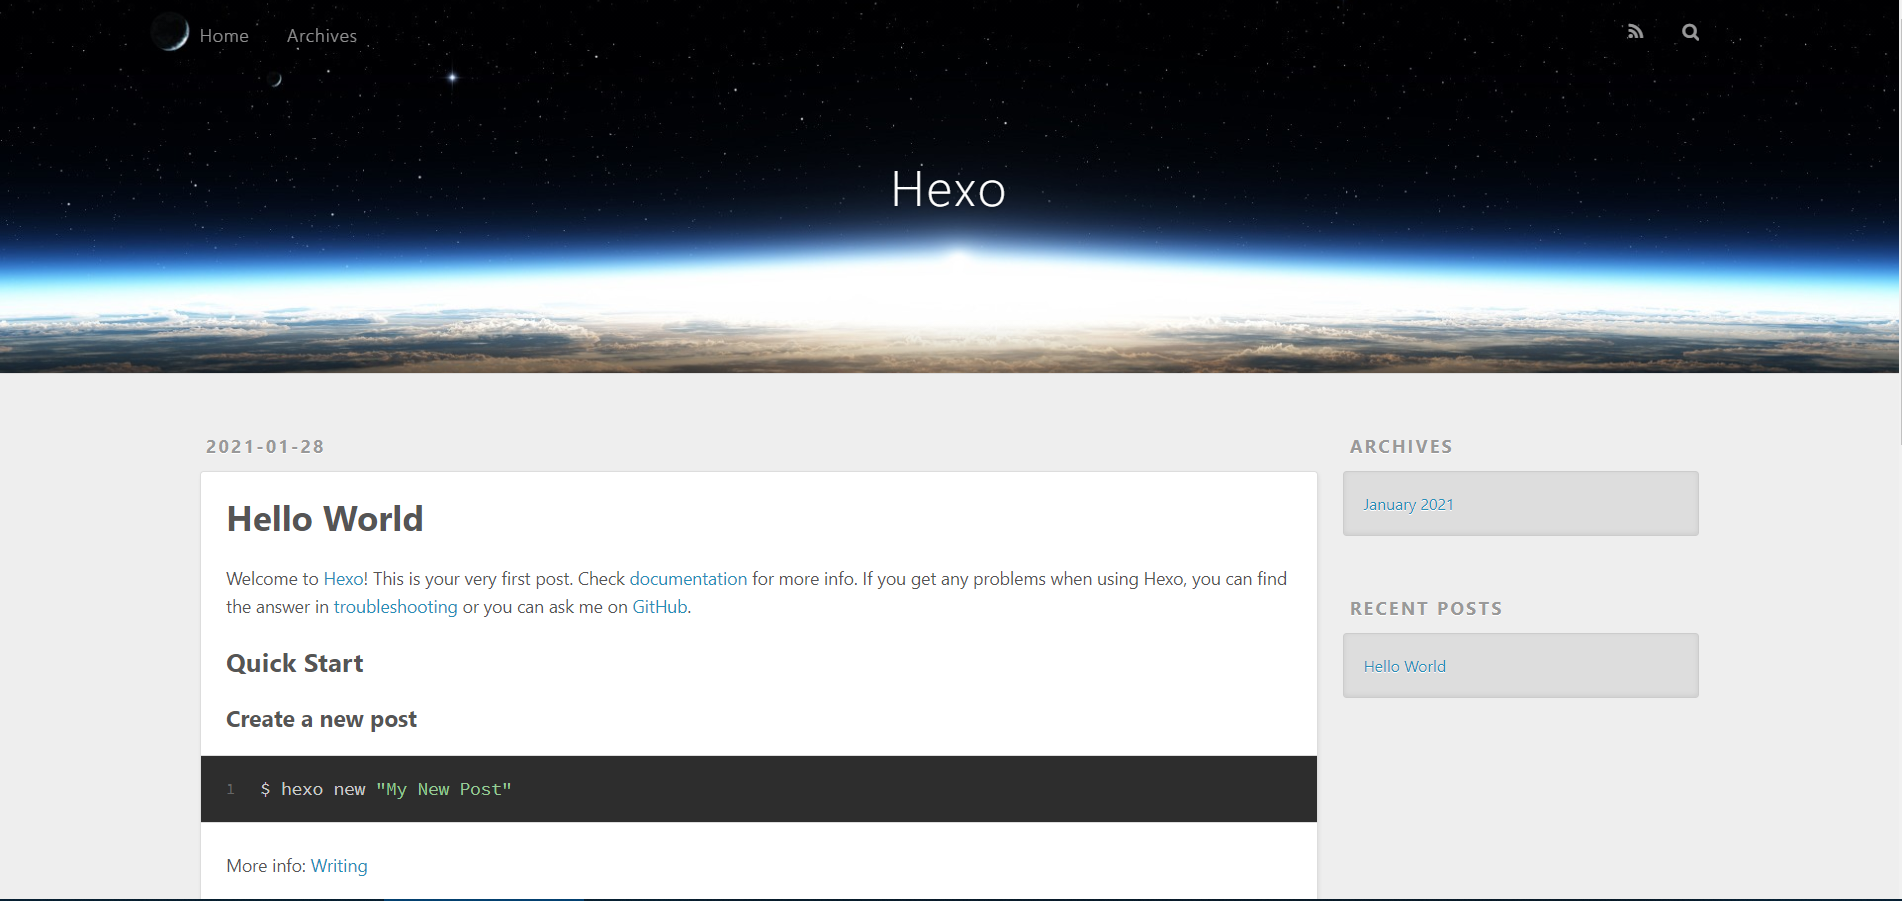 Home Archives
Hexo
2021-01-28
Hello World
Welcome to Hexo! This is your very first post. Check documentation for more info. If you get any problems when using Hexo, you can find
the answer in troubleshooting or you can ask me on GitHub.
Quick Start
Create a new post
1 $ hexo new "My New Post"
More info: Writing
ARCHIVES
January 2021
RECENT POSTS
Hello World